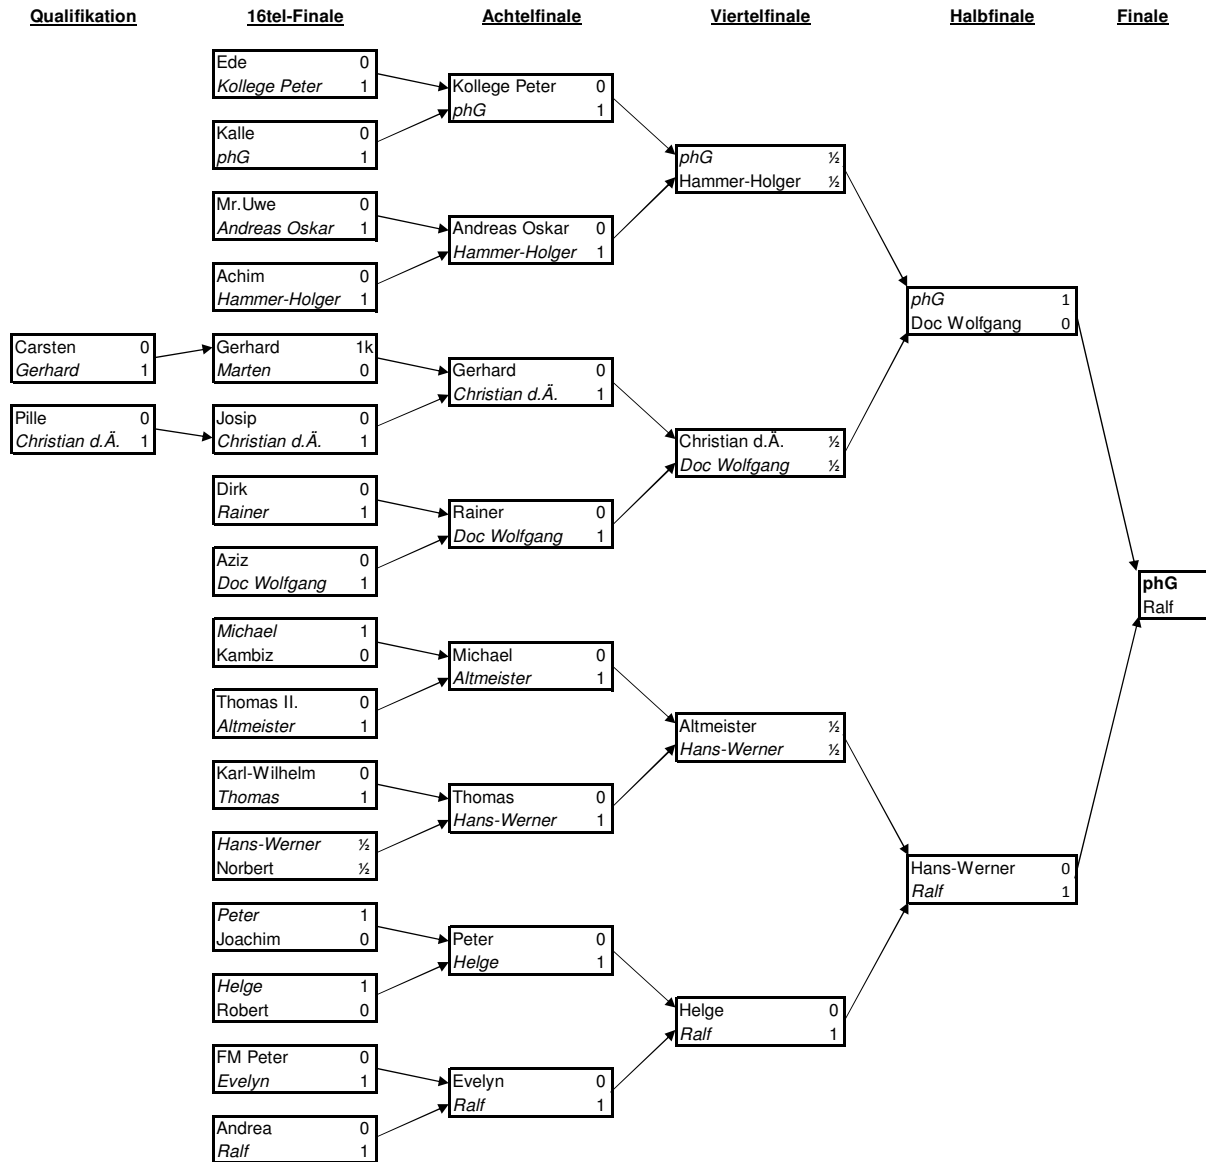 Qualifikation
16tel-Finale
Achtelfinale
Viertelfinale
Halbfinale
Finale
Carsten 0
Gerhard 1
Pille 0
Christian d.Ä. 1
Ede 0
Kollege Peter 1
Kalle 0
phG 1
Mr.Uwe 0
Andreas Oskar 1
Achim 0
Hammer-Holger 1
Gerhard 1k
Marten 0
Josip 0
Christian d.Ä. 1
Dirk 0
Rainer 1
Aziz 0
Doc Wolfgang 1
Michael 1
Kambiz 0
Thomas II. 0
Altmeister 1
Karl-Wilhelm 0
Thomas 1
Hans-Werner ½
Norbert ½
Peter 1
Joachim 0
Helge 1
Robert 0
FM Peter 0
Evelyn 1
Andrea 0
Ralf 1
Kollege Peter 0
phG 1
Andreas Oskar 0
Hammer-Holger 1
Gerhard 0
Christian d.Ä. 1
Rainer 0
Doc Wolfgang 1
Michael 0
Altmeister 1
Thomas 0
Hans-Werner 1
Peter 0
Helge 1
Evelyn 0
Ralf 1
phG ½
Hammer-Holger ½
Christian d.Ä. ½
Doc Wolfgang ½
Altmeister ½
Hans-Werner ½
Helge 0
Ralf 1
phG 1
Doc Wolfgang 0
Hans-Werner 0
Ralf 1
phG
Ralf